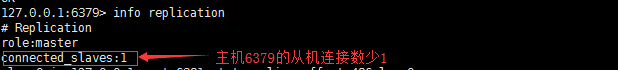 127.0.0.1:6379> info replication
# Replication
role:master
connected_slaves:1 主机6379的从机连接数少1